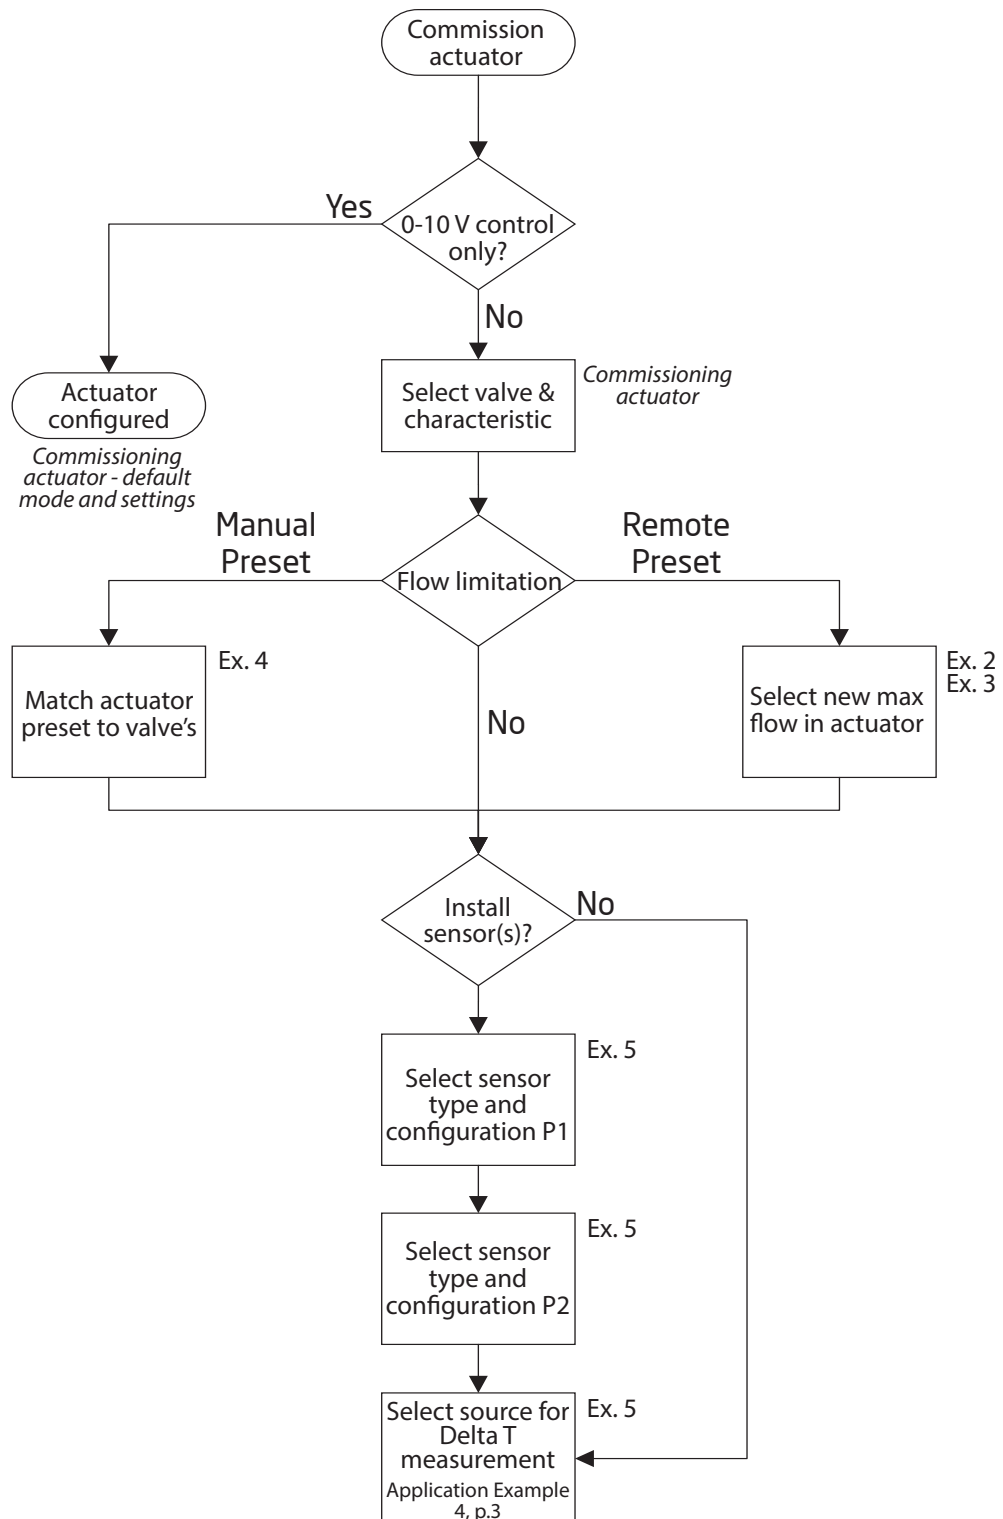 Commission
actuator
Yes
0-10 V control
only?
No
Actuator
configured
Commissioning
actuator - default
mode and settings
Select valve &
characteristic
Commissioning
actuator
Manual
Preset
Flow limitation
Remote
Preset
Match actuator
preset to valve's
Ex. 4
No
Select new max
flow in actuator
Ex. 2
Ex. 3
Install
sensor(s)?
No
Select sensor
type and
configuration P1
Ex. 5
Select sensor
type and
configuration P2
Ex. 5
Select source for
Delta T
measurement
Application Example
4, p.3
Ex. 5